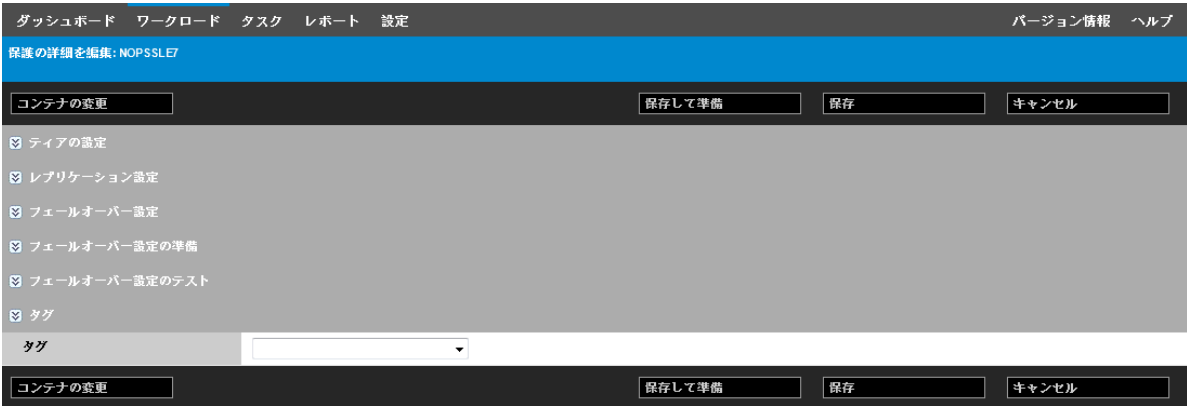 ダッシュボード ワークロード タスク レポート 設定 バージョン情報 ヘルプ
保護の詳細を編集: NOPSSLE7
コンテナの変更 保存して準備 保存 キャンセル
ティアの設定
レプリケーション設定
フェールオーバー設定
フェールオーバー設定の準備
フェールオーバー設定のテスト
タグ
タグ
コンテナの変更 保存して準備 保存 キャンセル